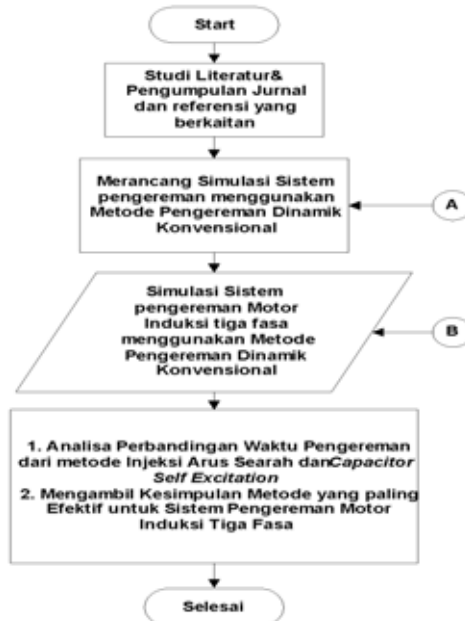 Start
Studi Literatur&
Pengumpulan Jurnal
dan referensi yang
berkaitan
Merancang Simulasi Sistem
pengereman menggunakan
Metode Pengereman Dinamik
Konvensional
A
Simulasi Sistem
pengereman Motor
Induksi tiga fasa
menggunakan Metode
Pengereman Dinamik
Konvensional
B
1. Analisa Perbandingan Waktu Pengereman
dari metode Injeksi Arus Searah danCapacitor
Self Excitation
2. Mengambil Kesimpulan Metode yang paling
Efektif untuk Sistem Pengereman Motor
Induksi Tiga Fasa
Selesai